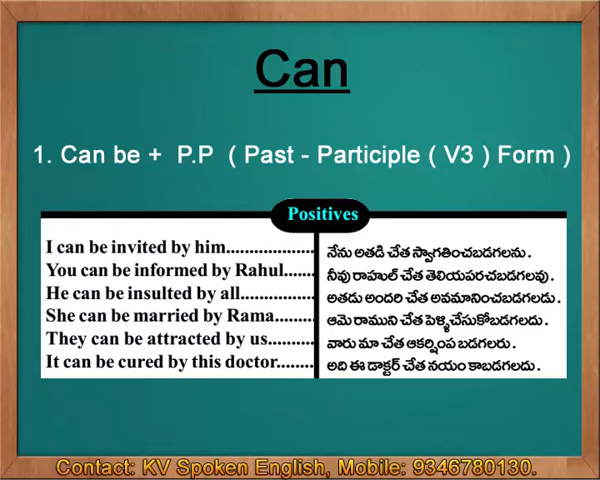 Can
1. Can be + P.P ( Past - Participle ( V3 ) Form )
Positives
I can be invited by him................... నేను అతడి చేత స్వాగతించబడగలను.
You can be informed by Rahul...... నీవు రాహుల్ చేత తెలియపరచబడగలవు.
He can be insulted by all................ అతడు అందరి చేత అవమానించబడగలడు.
She can be married by Rama......... ఆమె రాముని చేత పెళ్ళిచేసుకోబడగలదు.
They can be attracted by us.......... వారు మా చేత ఆకర్షింప బడగలరు.
It can be cured by this doctor........ అది ఈ డాక్టర్ చేత నయం కాబడగలదు.
Contact: KV Spoken English, Mobile: 9346780130.